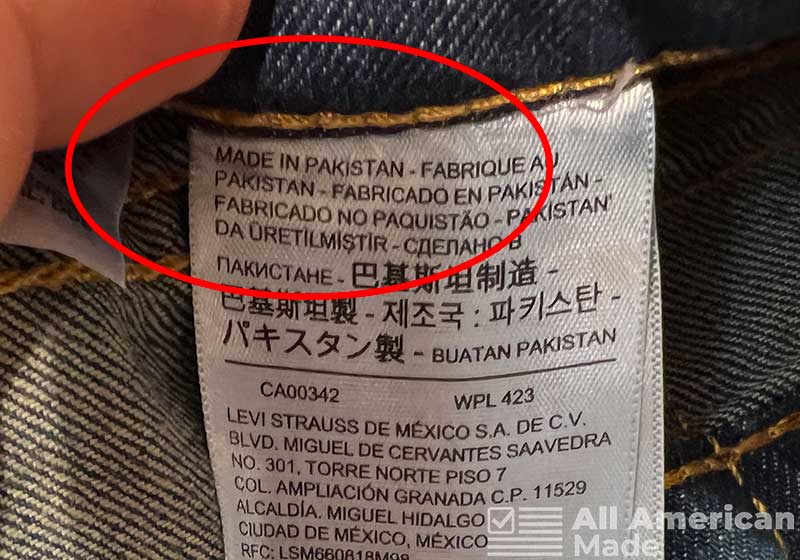 MADE IN PAKISTAN - FABRIQUE AU
PAKISTAN - FABRICADO EN PAKISTÁN -
FABRICADO NO PAQUISTÃO - PAKISTAN'
DA ÜRETILMIŞTIR - СДЕЛАНО В
ПАКИСТАНЕ - 巴基斯坦制造 -
巴基斯坦製 - 제조국 : 파키스탄 -
パキスタン製 - BUATAN PAKISTAN
CA00342 WPL 423
LEVI STRAUSS DE MÉXICO S.A. DE C.V.
BLVD. MIGUEL DE CERVANTES SAAVEDRA
NO. 301, TORRE NORTE PISO 7
COL. AMPLIACIÓN GRANADA C.P. 11529
ALCALDÍA. MIGUEL HIDALGO
CIUDAD DE MÉXICO, MÉXICO
RFC: LSM660818M98
All American
Made